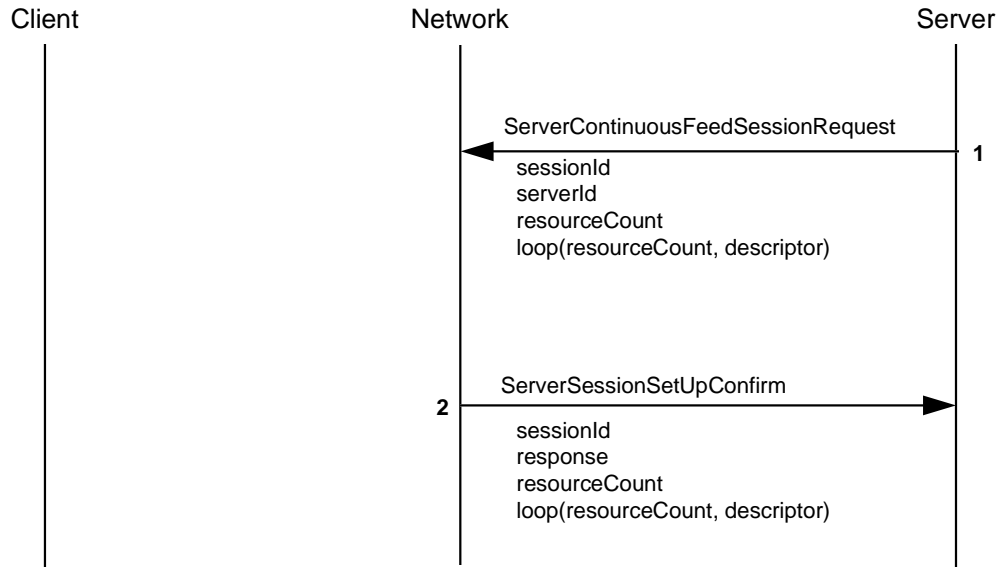 Client Network Server
ServerContinuousFeedSessionRequest
1
sessionId
serverId
resourceCount
loop(resourceCount, descriptor)
ServerSessionSetUpConfirm
2
sessionId
response
resourceCount
loop(resourceCount, descriptor)